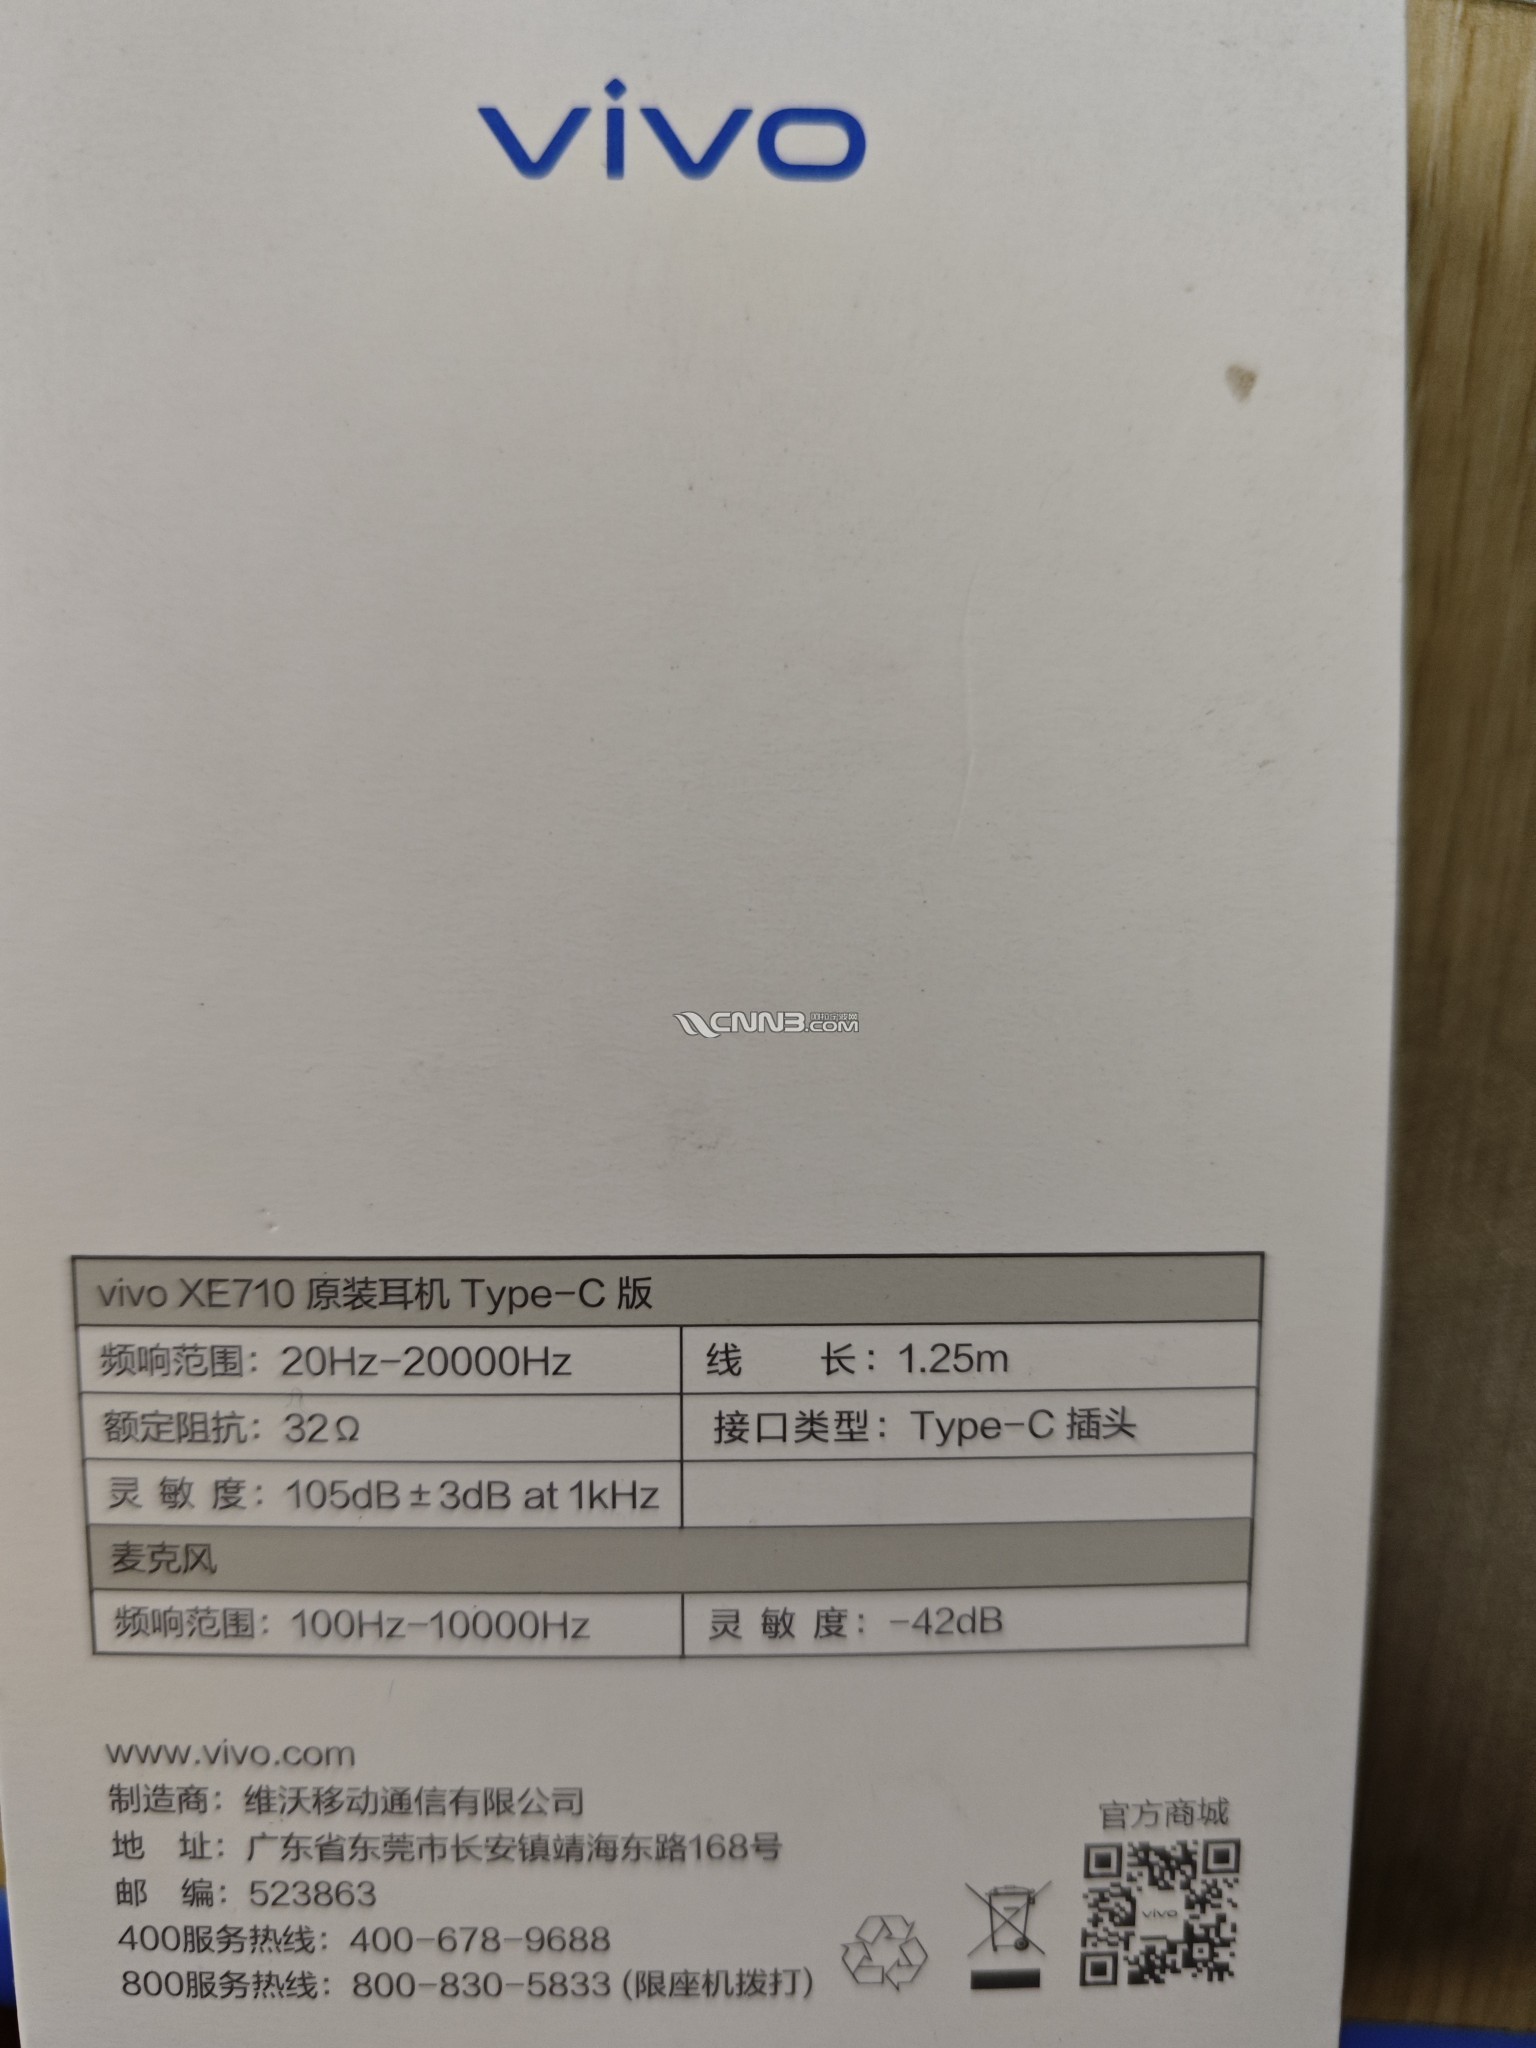 vivo
CNNB.COM
vivo XE710 原装耳机 Type-C 版
频响范围：20Hz-20000Hz
线 长：1.25m
额定阻抗：32Ω
接口类型：Type-C 插头
灵 敏 度：105dB±3dB at 1kHz
麦克风
频响范围：100Hz-10000Hz
灵 敏 度：-42dB
www.vivo.com
制造商：维沃移动通信有限公司
地 址：广东省东莞市长安镇靖海东路168号
邮 编：523863
400服务热线：400-678-9688
800服务热线：800-830-5833 (限座机拨打)
官方商城
vivo